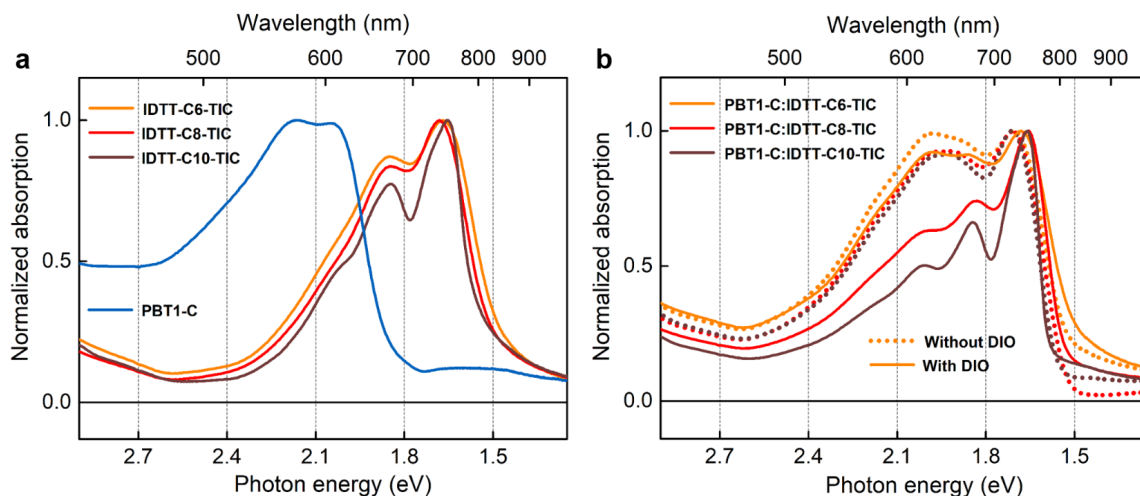 Wavelength (nm)
a
500 600 700 800 900
1.0
0.5
0.0
Normalized absorption
IDTT-C6-TIC
IDTT-C8-TIC
IDTT-C10-TIC
PBT1-C
2.7 2.4 2.1 1.8 1.5
Photon energy (eV)
Wavelength (nm)
b
500 600 700 800 900
1.0
0.5
0.0
Normalized absorption
PBT1-C:IDTT-C6-TIC
PBT1-C:IDTT-C8-TIC
PBT1-C:IDTT-C10-TIC
Without DIO
With DIO
2.7 2.4 2.1 1.8 1.5
Photon energy (eV)